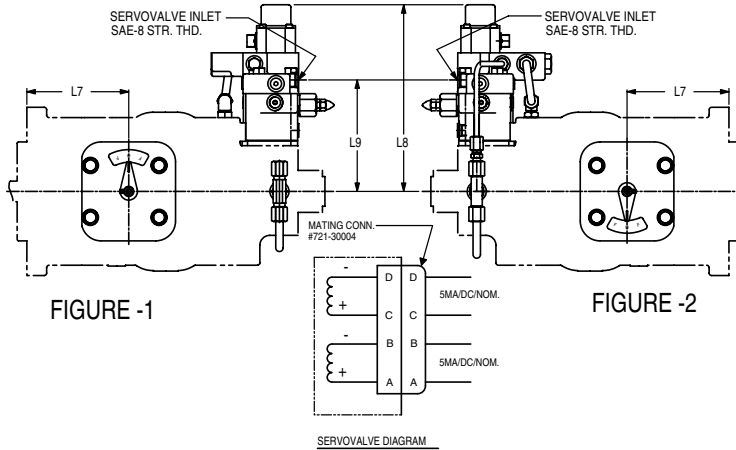 SERVOVALVE INLET
SAE-8 STR. THD.
SERVOVALVE INLET
SAE-8 STR. THD.
L7
L9
L8
L7
MATING CONN.
#721-30004
FIGURE -1
FIGURE -2
-
D D
5MA/DC/NOM.
+
C C
-
B B
5MA/DC/NOM.
+
A A
SERVOVALVE DIAGRAM